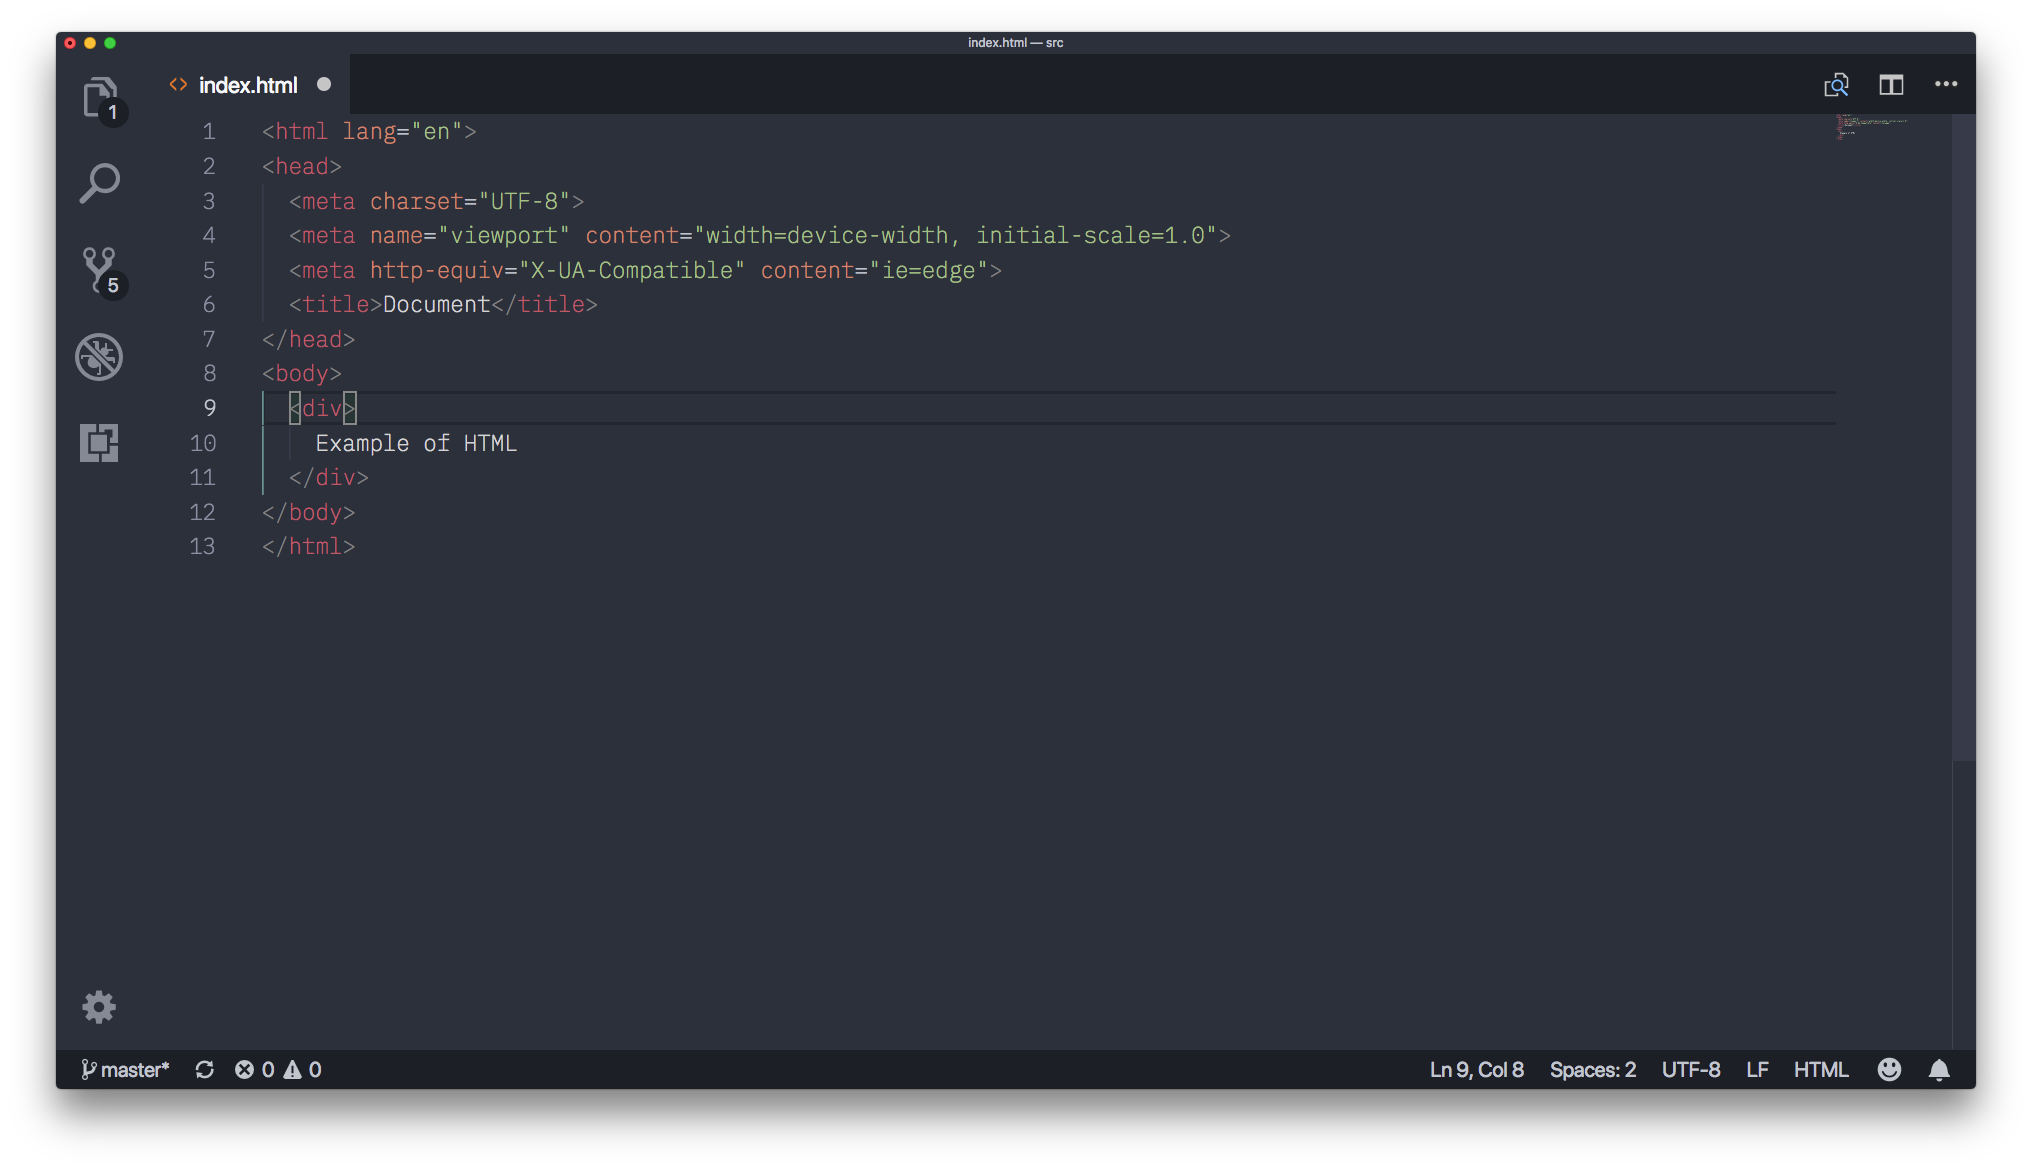 index.html — src
<> index.html
1
5
1 <html lang="en">
2 <head>
3   <meta charset="UTF-8">
4   <meta name="viewport" content="width=device-width, initial-scale=1.0">
5   <meta http-equiv="X-UA-Compatible" content="ie=edge">
6   <title>Document</title>
7 </head>
8 <body>
9   <div>
10     Example of HTML
11   </div>
12 </body>
13 </html>
master* 0 0 Ln 9, Col 8 Spaces: 2 UTF-8 LF HTML